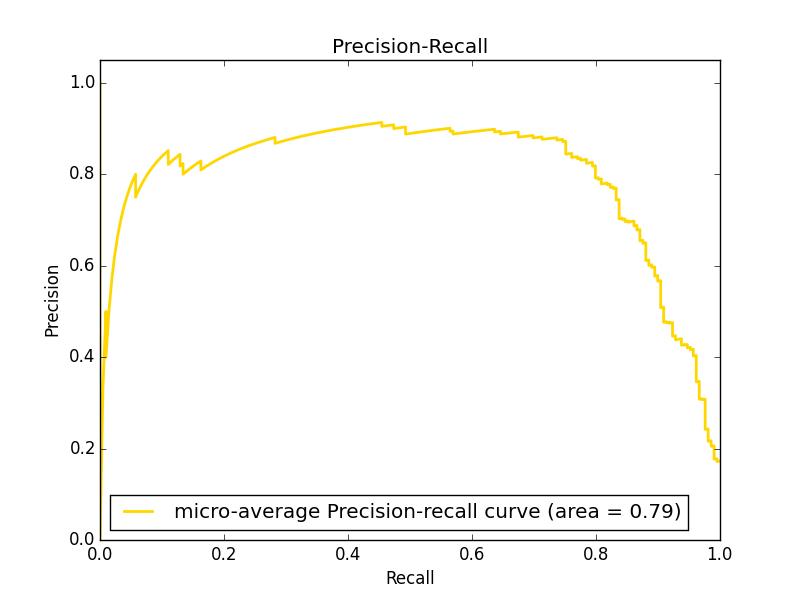 Precision-Recall
1.0
0.8
0.6
0.4
0.2
0.0
Precision
0.0 0.2 0.4 0.6 0.8 1.0
Recall
micro-average Precision-recall curve (area = 0.79)